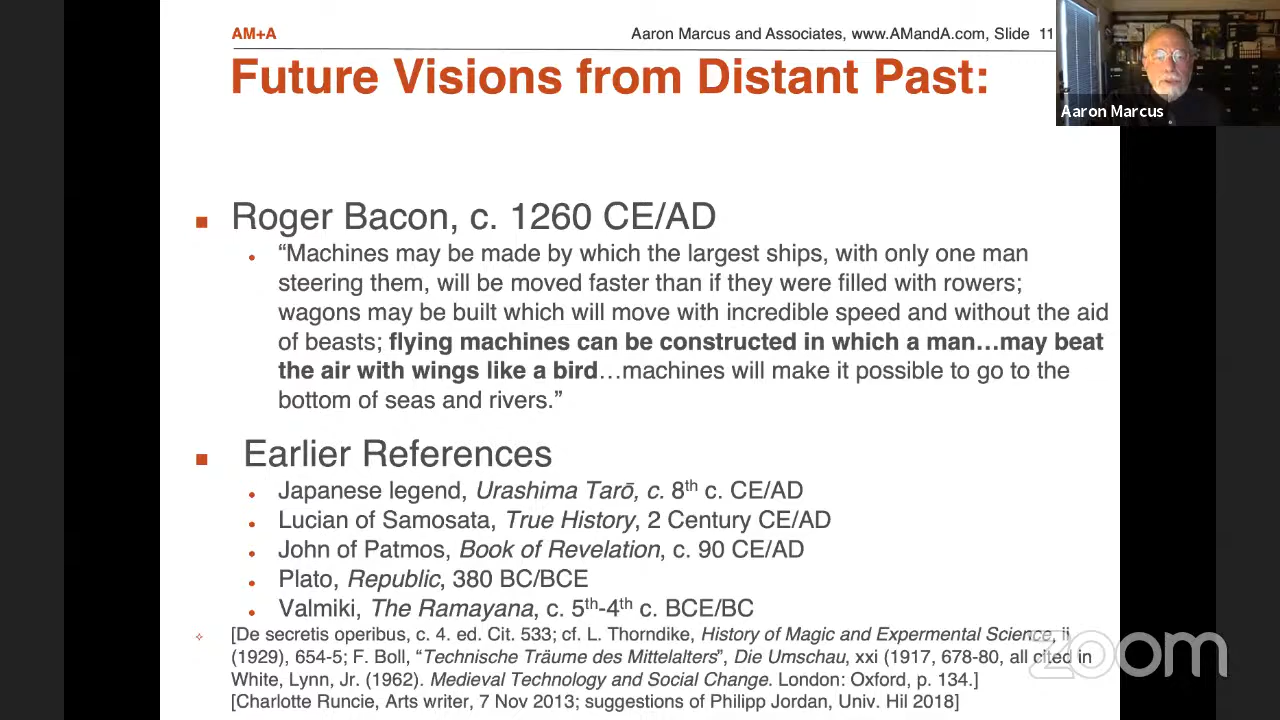 AM+A
Aaron Marcus and Associates, www.AMandA.com, Slide 11
Future Visions from Distant Past:
Aaron Marcus
■ Roger Bacon, c. 1260 CE/AD
• “Machines may be made by which the largest ships, with only one man
steering them, will be moved faster than if they were filled with rowers;
wagons may be built which will move with incredible speed and without the aid
of beasts; flying machines can be constructed in which a man…may beat
the air with wings like a bird…machines will make it possible to go to the
bottom of seas and rivers.”
■ Earlier References
• Japanese legend, Urashima Tarō, c. 8th c. CE/AD
• Lucian of Samosata, True History, 2 Century CE/AD
• John of Patmos, Book of Revelation, c. 90 CE/AD
• Plato, Republic, 380 BC/BCE
• Valmiki, The Ramayana, c. 5th-4th c. BCE/BC
[De secretis operibus, c. 4. ed. Cit. 533; cf. L. Thorndike, History of Magic and Expermental Science, ii
(1929), 654-5; F. Boll, “Technische Träume des Mittelalters”, Die Umschau, xxi (1917, 678-80, all cited in
White, Lynn, Jr. (1962). Medieval Technology and Social Change. London: Oxford, p. 134.]
[Charlotte Runcie, Arts writer, 7 Nov 2013; suggestions of Philipp Jordan, Univ. Hil 2018]
zoom